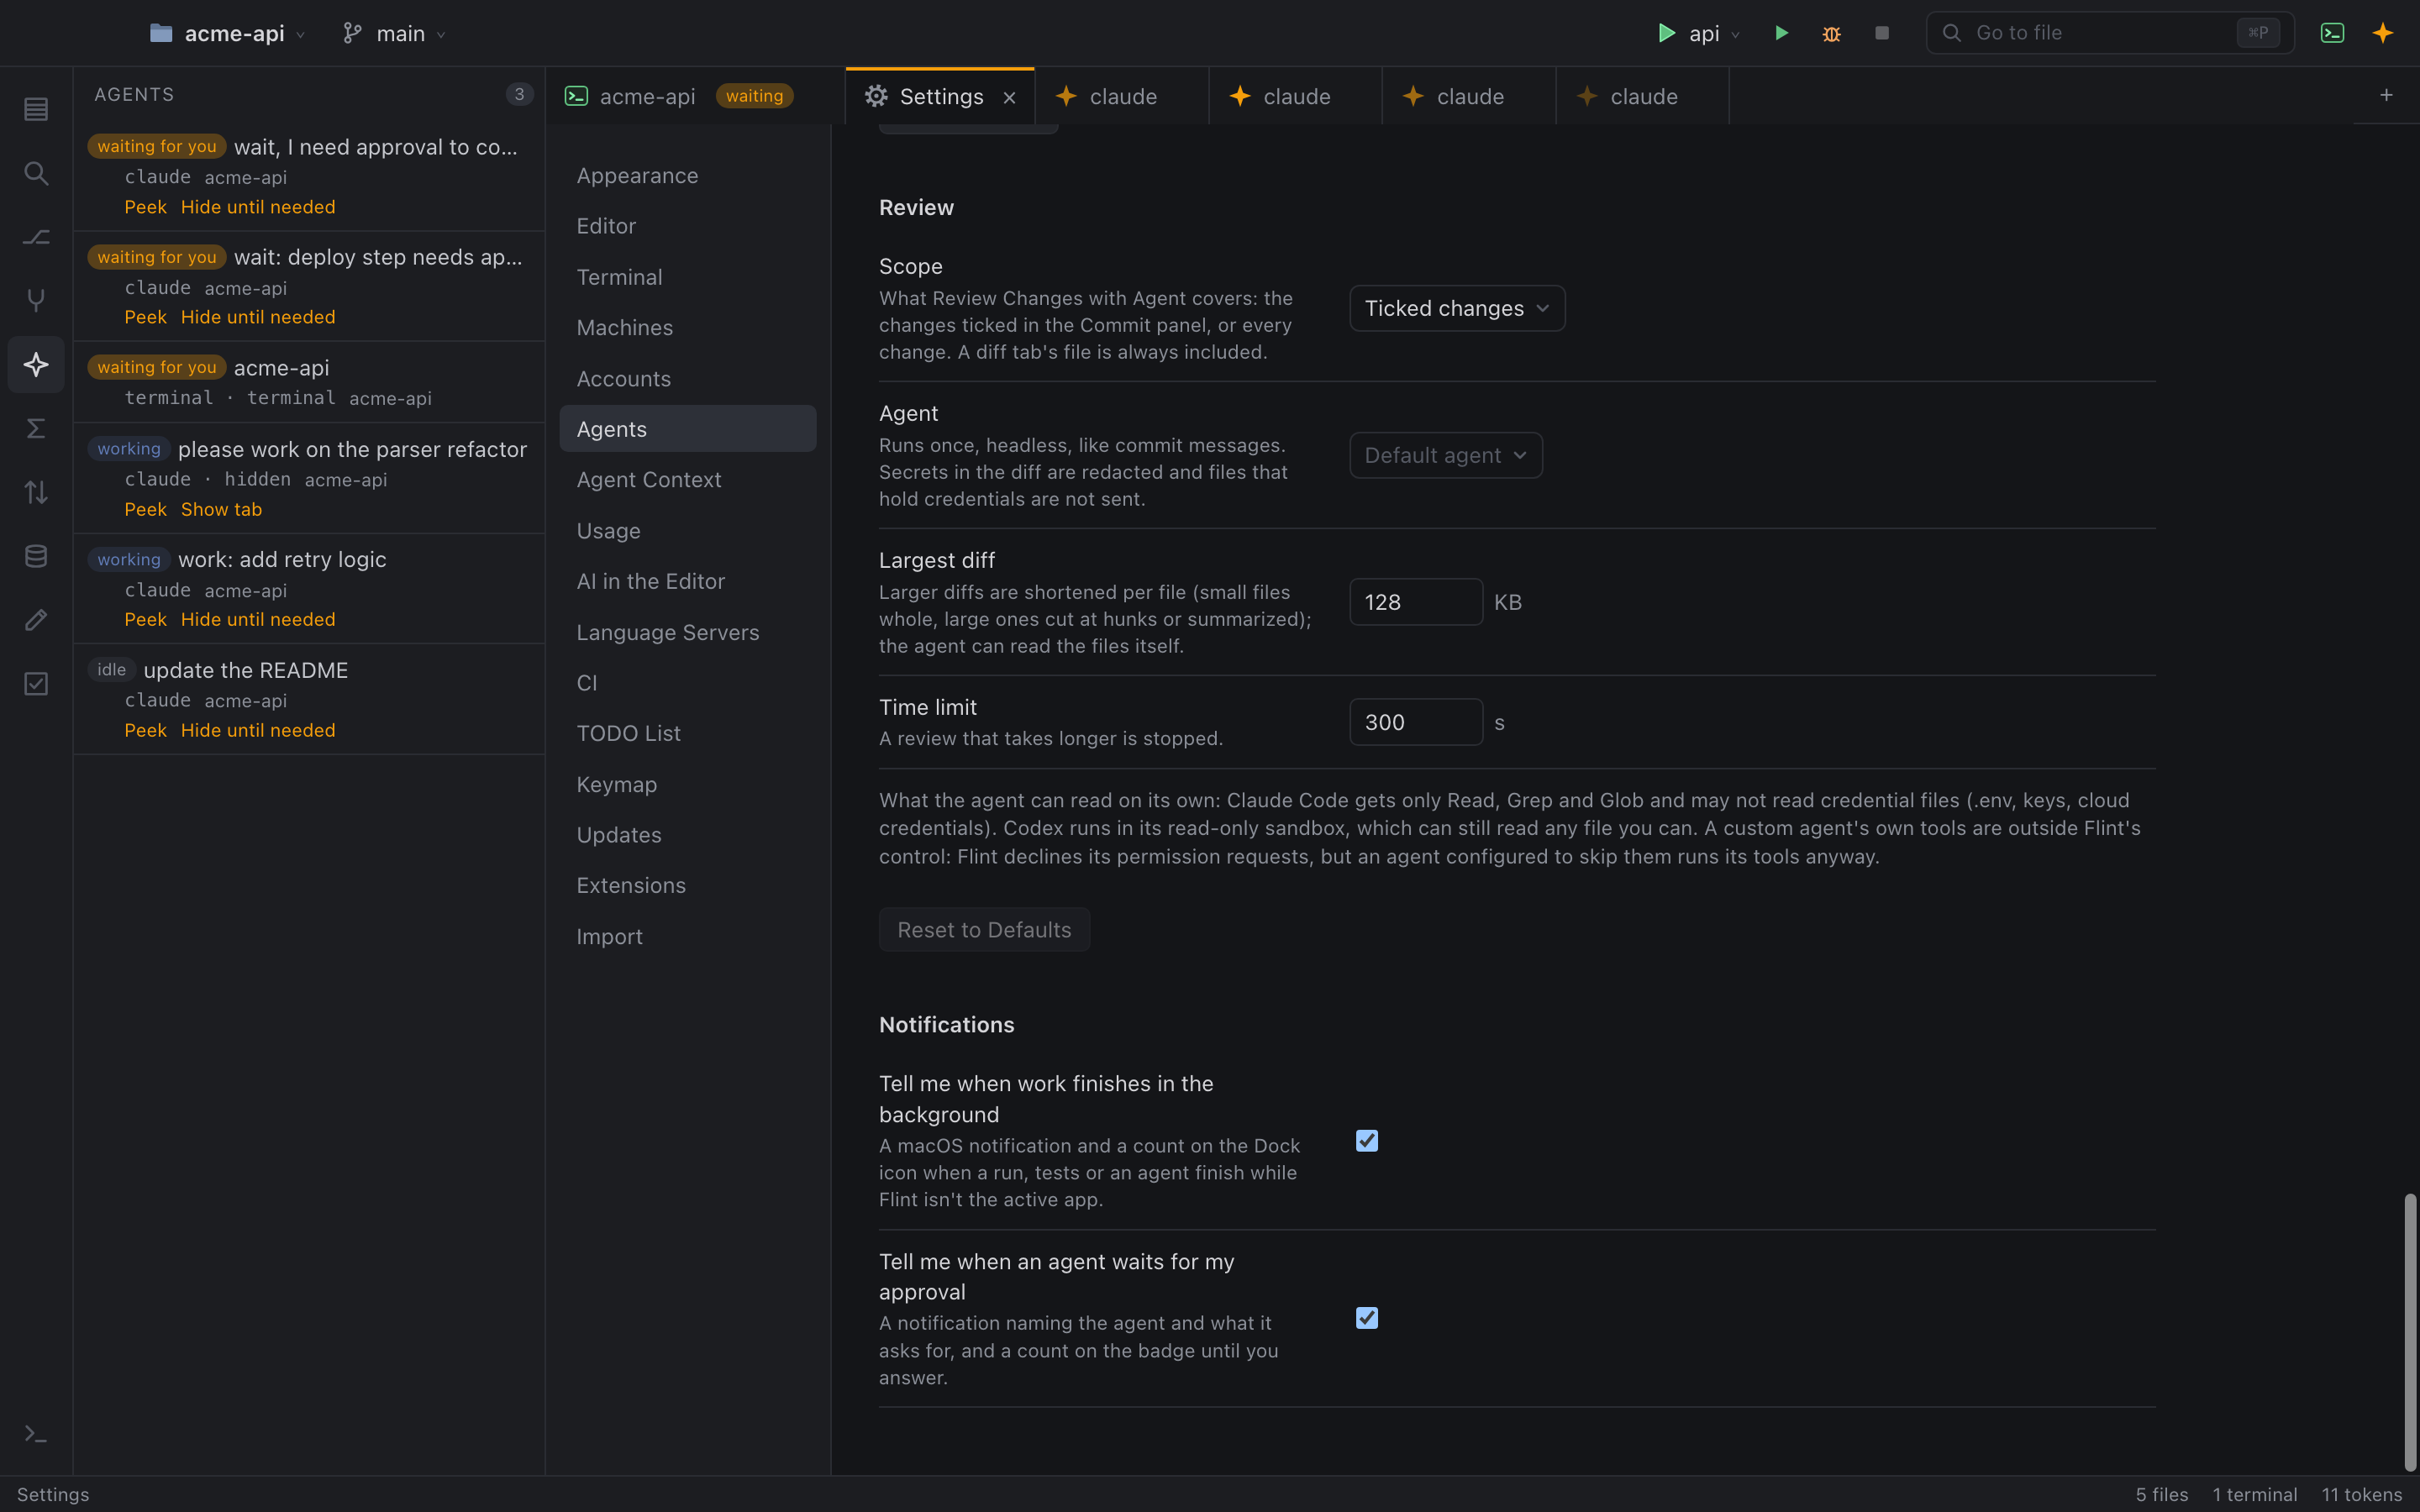 acme-api
main
api
Go to file
⌘P
AGENTS
3
waiting for you wait, I need approval to co...
claude acme-api
Peek Hide until needed
waiting for you wait: deploy step needs ap...
claude acme-api
Peek Hide until needed
waiting for you acme-api
terminal · terminal acme-api
working please work on the parser refactor
claude · hidden acme-api
Peek Show tab
working work: add retry logic
claude acme-api
Peek Hide until needed
idle update the README
claude acme-api
Peek Hide until needed
acme-api waiting
Settings
claude
claude
claude
claude
Appearance
Editor
Terminal
Machines
Accounts
Agents
Agent Context
Usage
AI in the Editor
Language Servers
CI
TODO List
Keymap
Updates
Extensions
Import
Review
Scope
What Review Changes with Agent covers: the
changes ticked in the Commit panel, or every
change. A diff tab's file is always included.
Ticked changes
Agent
Runs once, headless, like commit messages.
Secrets in the diff are redacted and files that
hold credentials are not sent.
Default agent
Largest diff
Larger diffs are shortened per file (small files
whole, large ones cut at hunks or summarized);
the agent can read the files itself.
128 KB
Time limit
A review that takes longer is stopped.
300 s
What the agent can read on its own: Claude Code gets only Read, Grep and Glob and may not read credential files (.env, keys, cloud
credentials). Codex runs in its read-only sandbox, which can still read any file you can. A custom agent's own tools are outside Flint's
control: Flint declines its permission requests, but an agent configured to skip them runs its tools anyway.
Reset to Defaults
Notifications
Tell me when work finishes in the
background
A macOS notification and a count on the Dock
icon when a run, tests or an agent finish while
Flint isn't the active app.
Tell me when an agent waits for my
approval
A notification naming the agent and what it
asks for, and a count on the badge until you
answer.
Settings
5 files
1 terminal
11 tokens